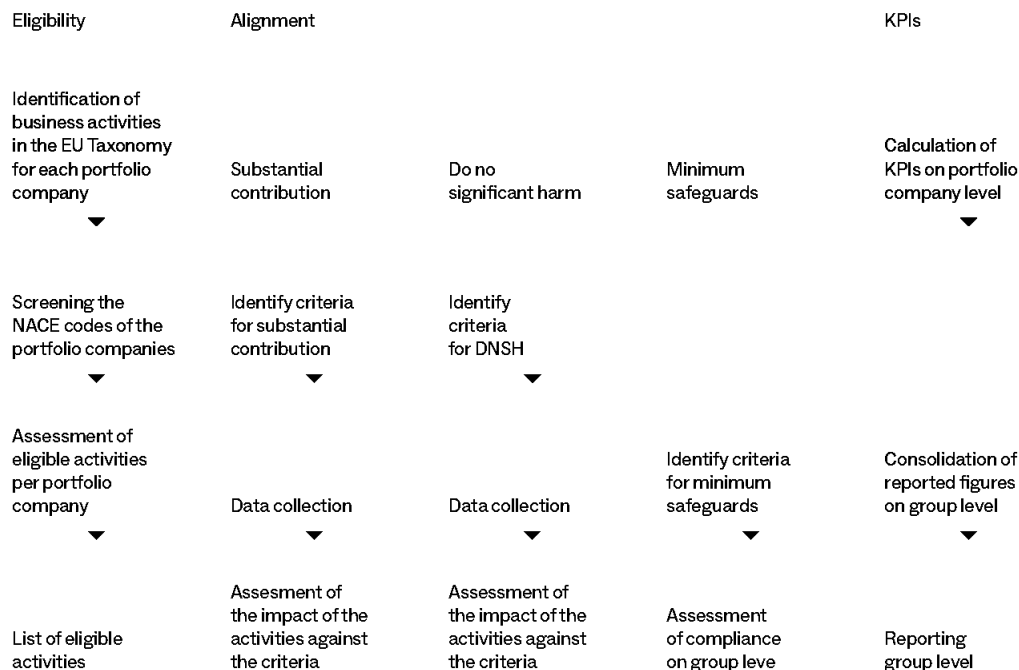 Eligibility
Alignment
KPIs
Identification of
business activities
in the EU Taxonomy
for each portfolio
company
Substantial
contribution
Do no
significant harm
Minimum
safeguards
Calculation of
KPIs on portfolio
company level
Screening the
NACE codes of the
portfolio companies
Identify criteria
for substantial
contribution
Identify
criteria
for DNSH
Assessment of
eligible activities
per portfolio
company
Data collection
Data collection
Identify criteria
for minimum
safeguards
Consolidation of
reported figures
on group level
List of eligible
activities
Assesment of
the impact of the
activities against
the criteria
Assessment of
the impact of the
activities against
the criteria
Assessment
of compliance
on group leve
Reporting
group level